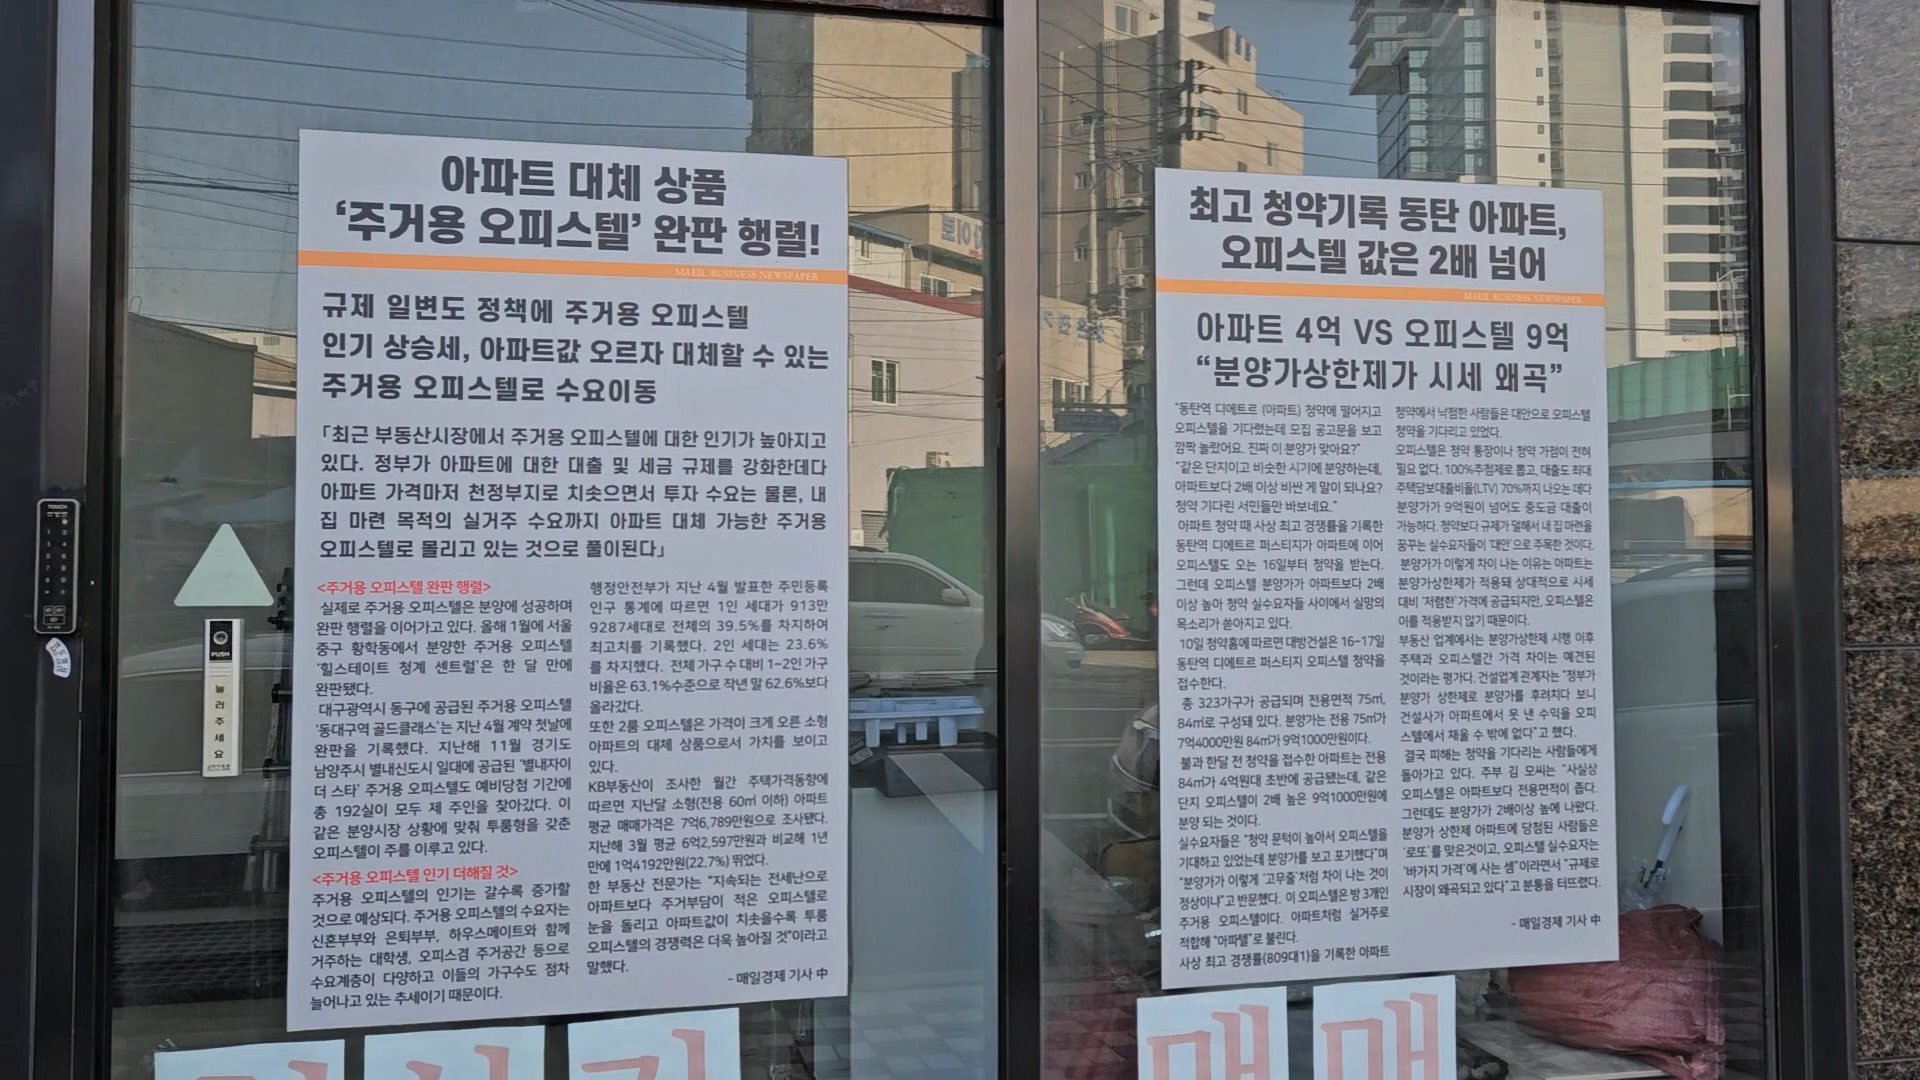 아파트 대체 상품
‘주거용 오피스텔’ 완판 행렬!
MAEIL BUSINESS NEWSPAPER
규제 일변도 정책에 주거용 오피스텔
인기 상승세, 아파트값 오르자 대체할 수 있는
주거용 오피스텔로 수요이동
「최근 부동산시장에서 주거용 오피스텔에 대한 인기가 높아지고
있다. 정부가 아파트에 대한 대출 및 세금 규제를 강화한데다
아파트 가격마저 천정부지로 치솟으면서 투자 수요는 물론, 내
집 마련 목적의 실거주 수요까지 아파트 대체 가능한 주거용
오피스텔로 몰리고 있는 것으로 풀이된다」
<주거용 오피스텔 완판 행렬>
실제로 주거용 오피스텔은 분양에 성공하며
완판 행렬을 이어가고 있다. 올해 1월에 서울
중구 황학동에서 분양한 주거용 오피스텔
‘힐스테이트 청계 센트럴’은 한 달 만에
완판됐다.
대구광역시 동구에 공급된 주거용 오피스텔
‘동대구역 골드클래스’는 지난 4월 계약 첫날에
완판을 기록했다. 지난해 11월 경기도
남양주시 별내신도시 일대에 공급된 ‘별내자이
더 스타’ 주거용 오피스텔도 예비당첨 기간에
총 192실이 모두 제 주인을 찾아갔다. 이
같은 분양시장 상황에 맞춰 투룸형을 갖춘
오피스텔이 주를 이루고 있다.
<주거용 오피스텔 인기 더해질 것>
주거용 오피스텔의 인기는 갈수록 증가할
것으로 예상되다. 주거용 오피스텔의 수요자는
신혼부부와 은퇴부부, 하우스메이트와 함께
거주하는 대학생, 오피스겸 주거공간 등으로
수요계층이 다양하고 이들의 가구수도 점차
늘어나고 있는 추세이기 때문이다.
행정안전부가 지난 4월 발표한 주민등록
인구 통계에 따르면 1인 세대가 913만
9287세대로 전체의 39.5%를 차지하여
최고치를 기록했다. 2인 세대는 23.6%
를 차지했다. 전체 가구 수 대비 1~2인 가구
비율은 63.1%수준으로 작년 말 62.6%보다
올라갔다.
또한 2룸 오피스텔은 가격이 크게 오른 소형
아파트의 대체 상품으로서 가치를 보이고
있다.
KB부동산이 조사한 월간 주택가격동향에
따르면 지난달 소형(전용 60㎡ 이하) 아파트
평균 매매가격은 7억6,789만원으로 조사됐다.
지난해 3월 평균 6억2,597만원과 비교해 1년
만에 1억4192만원(22.7%) 뛰었다.
한 부동산 전문가는 “지속되는 전세난으로
아파트보다 주거부담이 적은 오피스텔로
눈을 돌리고 아파트값이 치솟을수록 투룸
오피스텔의 경쟁력은 더욱 높아질 것”이라고
말했다.
- 매일경제 기사 中
최고 청약기록 동탄 아파트,
오피스텔 값은 2배 넘어
MAEIL BUSINESS NEWSPAPER
아파트 4억 VS 오피스텔 9억
“분양가상한제가 시세 왜곡”
“동탄역 디에트르 (아파트) 청약에 떨어지고
오피스텔을 기다렸는데 모집 공고문을 보고
깜짝 놀랐어요. 진짜 이 분양가 맞아요?”
“같은 단지이고 비슷한 시기에 분양하는데,
아파트보다 2배 이상 비싼 게 말이 되나요?
청약 기다린 서민들만 바보네요.”
아파트 청약 때 사상 최고 경쟁률을 기록한
동탄역 디에트르 퍼스티지가 아파트에 이어
오피스텔도 오는 16일부터 청약을 받는다.
그런데 오피스텔 분양가가 아파트보다 2배
이상 높아 청약 실수요자들 사이에서 실망의
목소리가 쏟아지고 있다.
10일 청약홈에 따르면 대방건설은 16~17일
동탄역 디에트르 퍼스티지 오피스텔 청약을
접수한다.
총 323가구가 공급되며 전용면적 75㎡,
84㎡로 구성돼 있다. 분양가는 전용 75㎡가
7억4000만원 84㎡가 9억1000만원이다.
불과 한달 전 청약을 접수한 아파트는 전용
84㎡가 4억원대 초반에 공급됐는데, 같은
단지 오피스텔이 2배 높은 9억1000만원에
분양 되는 것이다.
실수요자들은 “청약 문턱이 높아서 오피스텔을
기대하고 있었는데 분양가를 보고 포기했다”며
“분양가가 이렇게 ‘고무줄’처럼 차이 나는 것이
정상이냐”고 반문했다. 이 오피스텔은 방 3개인
주거용 오피스텔이다. 아파트처럼 실거주로
적합해 “아파텔”로 불린다.
사상 최고 경쟁률(809대1)을 기록한 아파트
청약에서 낙첨한 사람들은 대안으로 오피스텔
청약을 기다리고 있었다.
오피스텔은 청약 통장이나 청약 가점이 전혀
필요 없다. 100%추첨제로 뽑고, 대출도 최대
주택담보대출비율(LTV) 70%까지 나오는 데다
분양가가 9억원이 넘어도 중도금 대출이
가능하다. 청약보다 규제가 덜해서 내 집 마련을
꿈꾸는 실수요자들이 ‘대안’으로 주목한 것이다.
분양가가 이렇게 차이 나는 이유는 아파트는
분양가상한제가 적용돼 상대적으로 시세
대비 ‘저렴한’가격에 공급되지만, 오피스텔은
이를 적용받지 않기 때문이다.
부동산 업계에서는 분양가상한제 시행 이후
주택과 오피스텔간 가격 차이는 예견된
것이라는 평가다. 건설업계 관계자는 “정부가
분양가 상한제로 분양가를 후려치다 보니
건설사가 아파트에서 못 낸 수익을 오피
스텔에서 채울 수 밖에 없다”고 했다.
결국 피해는 청약을 기다리는 사람들에게
돌아가고 있다. 주부 김 모씨는 “사실상
오피스텔은 아파트보다 전용면적이 좁다.
그런데도 분양가가 2배이상 높에 나왔다.
분양가 상한제 아파트에 당첨된 사람들은
‘로또’를 맞은것이고, 오피스텔 실수요자는
“바가지 가격’에 사는 셈”이라면서 “규제로
시장이 왜곡되고 있다”고 분통을 터뜨렸다.
- 매일경제 기사 中
TOUCH
PUSH
눌러주세요
매매